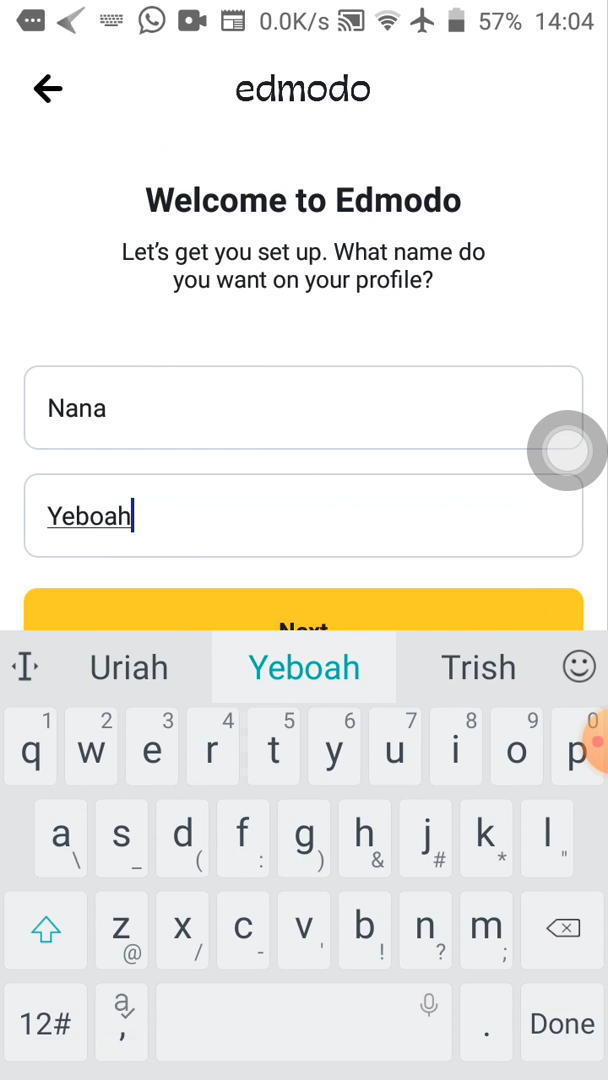 0.0K/s 57% 14:04
edmodo
Welcome to Edmodo
Let's get you set up. What name do
you want on your profile?
Nana
Yeboah
Next
Uriah Yeboah Trish
1 2 3 4 5 6 7 8 9 0
q w e r t y u i o p
a s d f g h j k l
\ _ ( : ) & # * "
z x c v b n m
@ / - ' ! ? ;
12# a , . Done